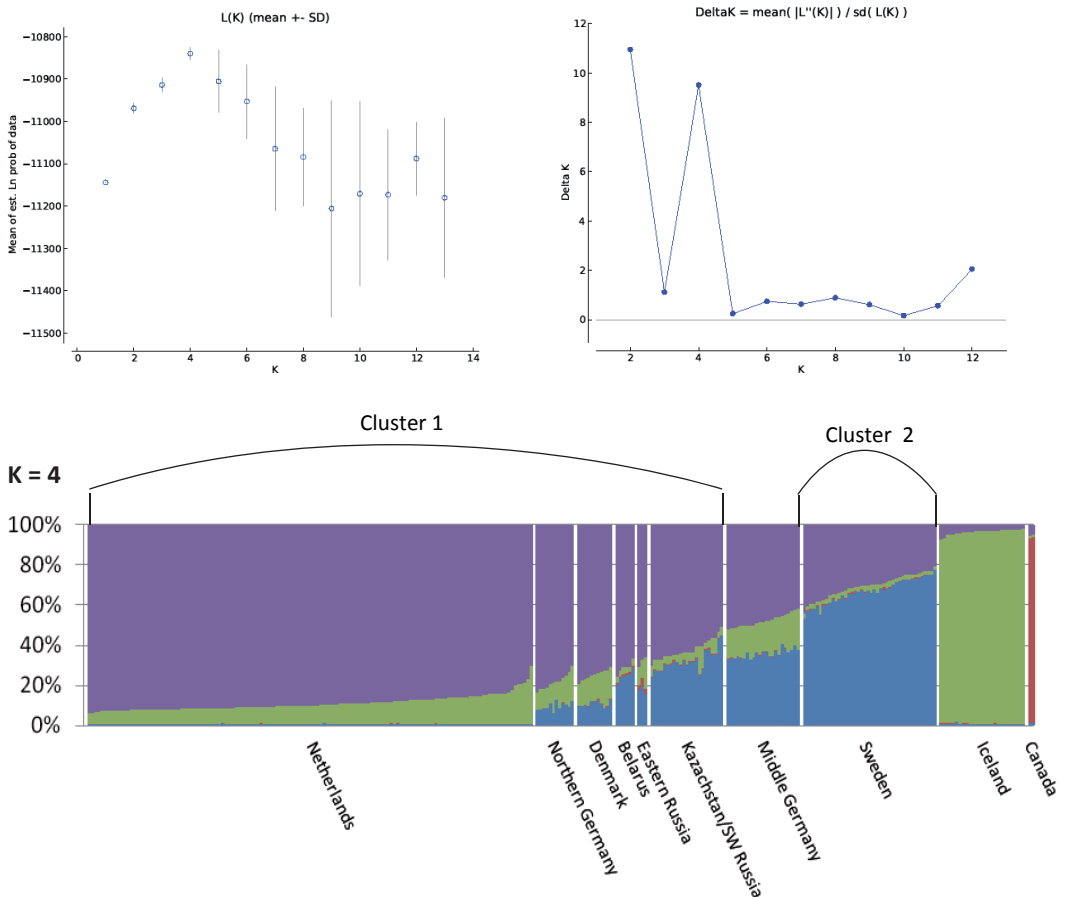 L(K) (mean +- SD)
Mean of est. Ln prob of data
−10800
−10900
−11000
−11100
−11200
−11300
−11400
−11500
0 2 4 6 8 10 12 14
K
DeltaK = mean( |L''(K)| ) / sd( L(K) )
Delta K
12
10
8
6
4
2
0
2 4 6 8 10 12
K
Cluster 1
Cluster 2
K = 4
100%
80%
60%
40%
20%
0%
Netherlands
Northern Germany
Denmark
Belarus
Eastern Russia
Kazachstan/SW Russia
Middle Germany
Sweden
Iceland
Canada